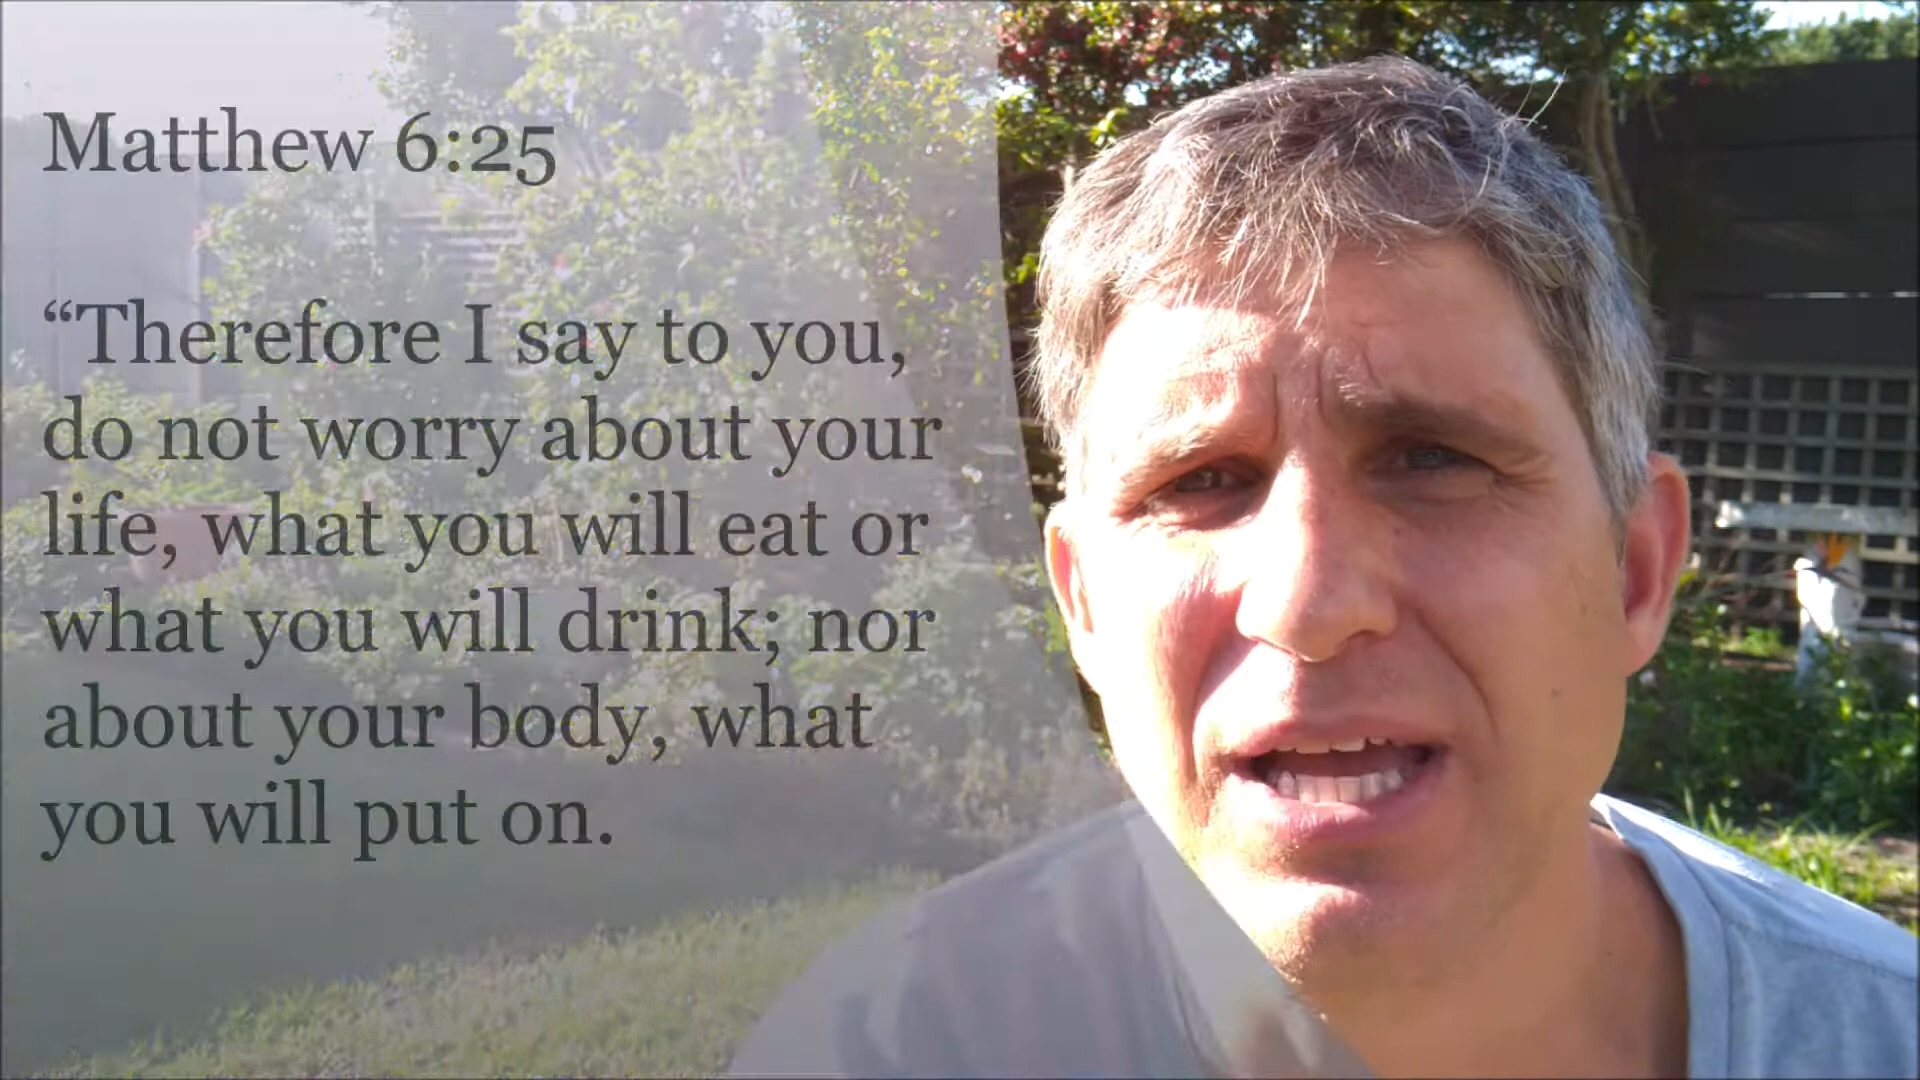 Matthew 6:25
“Therefore I say to you,
do not worry about your
life, what you will eat or
what you will drink; nor
about your body, what
you will put on.